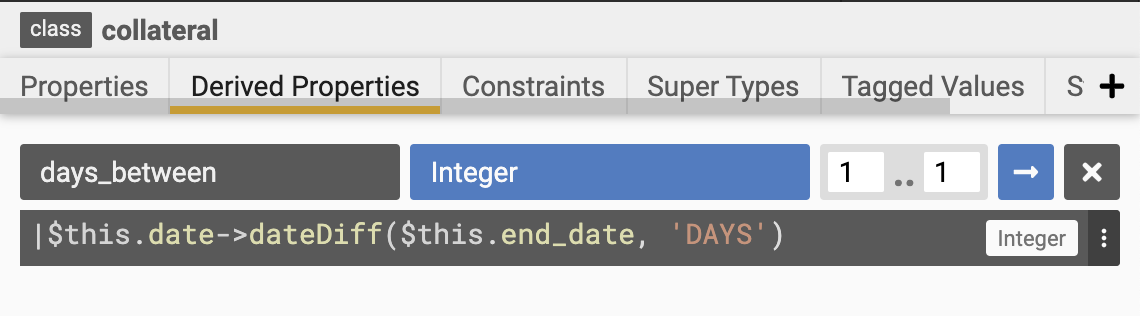 class collateral
Properties Derived Properties Constraints Super Types Tagged Values S +
days_between Integer 1 .. 1 → ×
|$this.date->dateDiff($this.end_date, 'DAYS') Integer